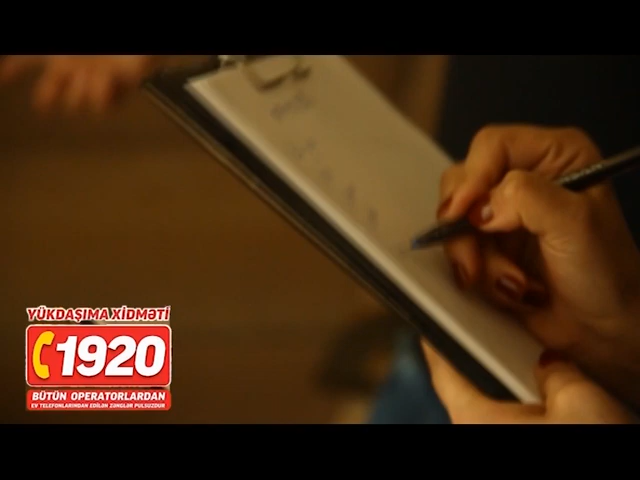 YÜKDAŞIMA XİDMƏTİ
1920
BÜTÜN OPERATORLARDAN
EV TELEFONLARINDAN EDİLƏN ZƏNGLƏR PULSUZDUR